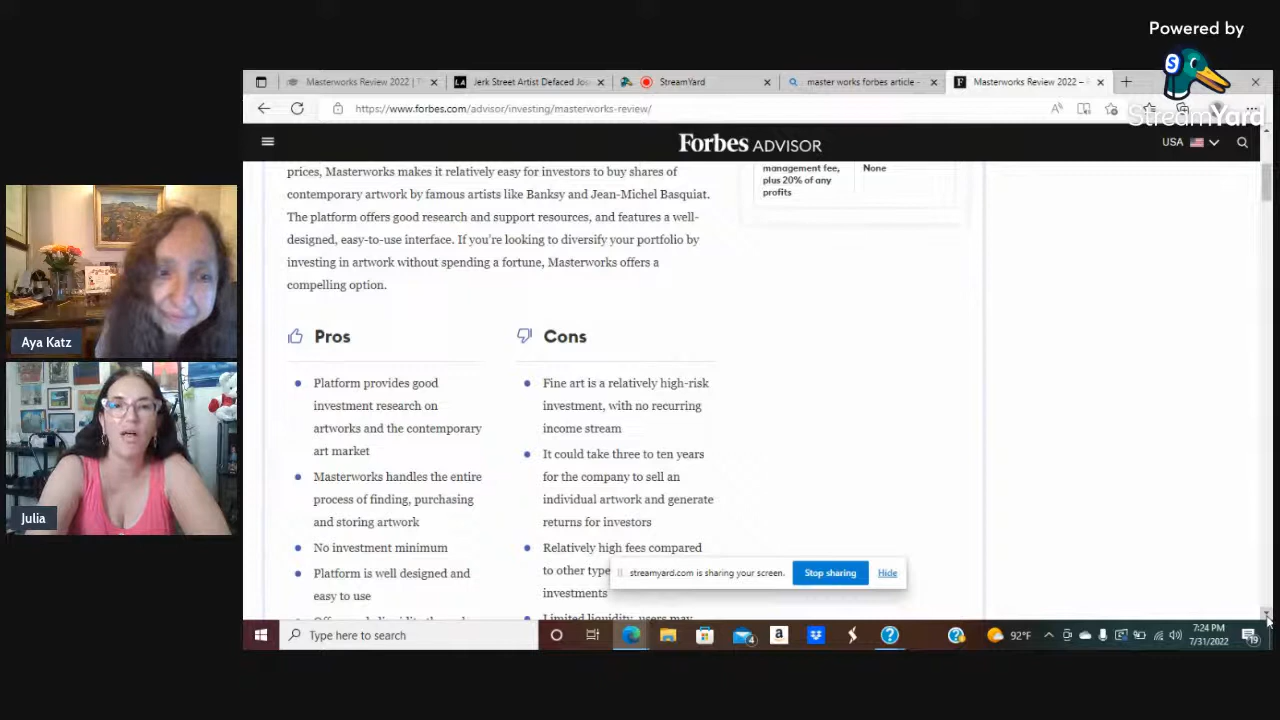 Powered by
StreamYard
Masterworks Review 2022 | T
Jerk Street Artist Defaced Jou
StreamYard
master works forbes article -
Masterworks Review 2022 –
https://www.forbes.com/advisor/investing/masterworks-review/
Forbes ADVISOR
USA
prices, Masterworks makes it relatively easy for investors to buy shares of
contemporary artwork by famous artists like Banksy and Jean-Michel Basquiat.
The platform offers good research and support resources, and features a well-
designed, easy-to-use interface. If you're looking to diversify your portfolio by
investing in artwork without spending a fortune, Masterworks offers a
compelling option.
management fee,
plus 20% of any
profits
None
Pros
Platform provides good
investment research on
artworks and the contemporary
art market
Masterworks handles the entire
process of finding, purchasing
and storing artwork
No investment minimum
Platform is well designed and
easy to use
Cons
Fine art is a relatively high-risk
investment, with no recurring
income stream
It could take three to ten years
for the company to sell an
individual artwork and generate
returns for investors
Relatively high fees compared
to other type
investments
Limited liquidity, users may
streamyard.com is sharing your screen.
Stop sharing
Hide
Aya Katz
Julia
Type here to search
4
92°F
7:24 PM
7/31/2022
19